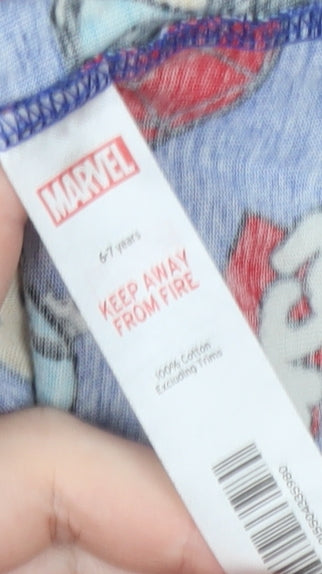 MARVEL
6-7 years
KEEP AWAY
FROM FIRE
100% Cotton
Excluding Trims